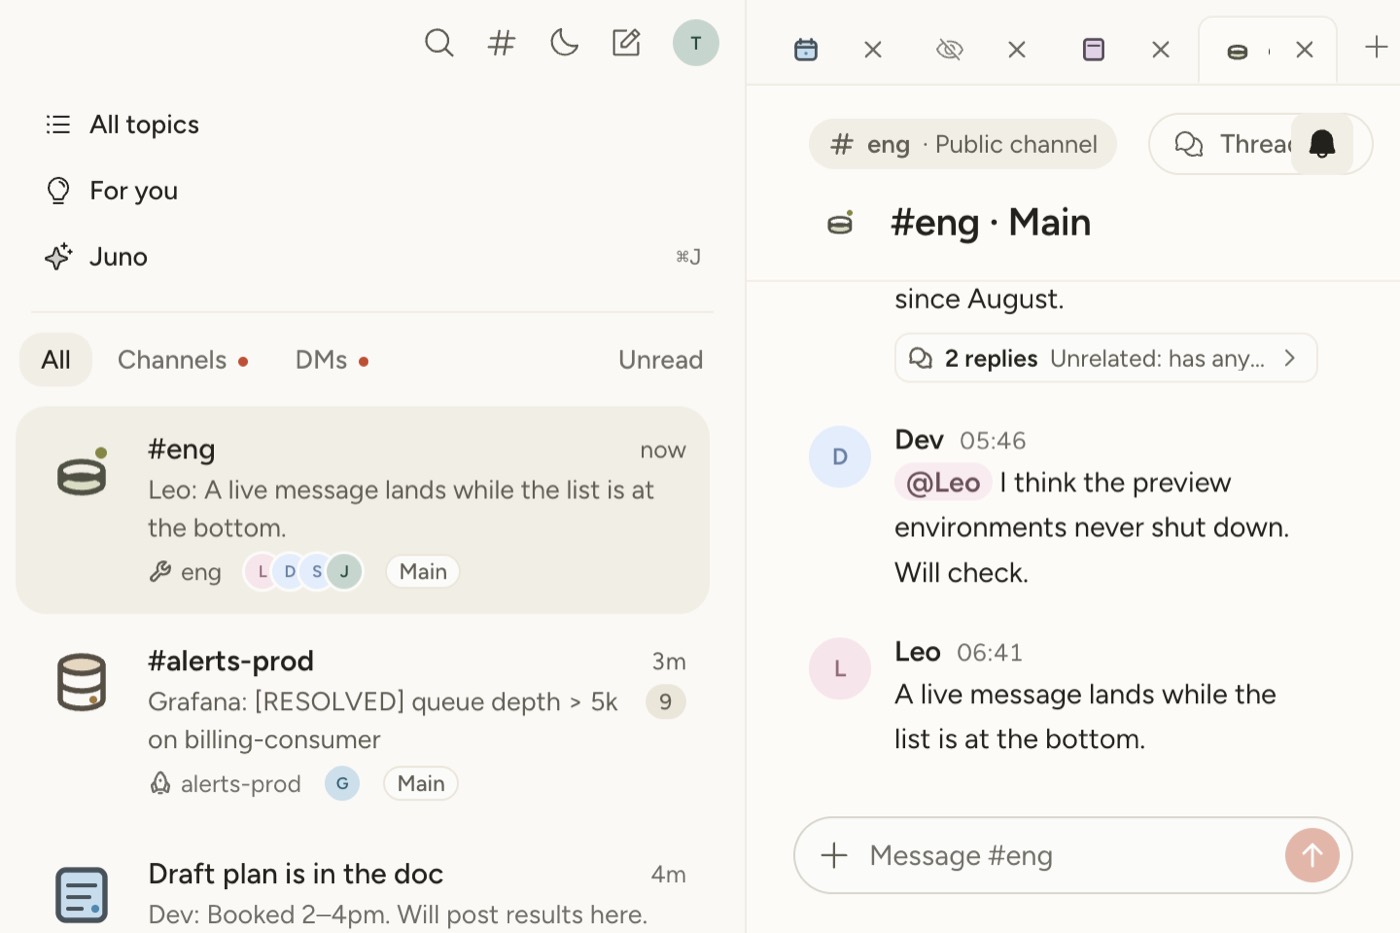 T
All topics
For you
Juno
⌘J
All
Channels
DMs
Unread
#eng
now
Leo: A live message lands while the list is at
the bottom.
eng
L
D
S
J
Main
#alerts-prod
3m
Grafana: [RESOLVED] queue depth > 5k
9
on billing-consumer
alerts-prod
G
Main
Draft plan is in the doc
4m
Dev: Booked 2–4pm. Will post results here.
# eng · Public channel
#eng · Main
since August.
2 replies Unrelated: has any...
D
Dev 05:46
@Leo I think the preview
environments never shut down.
Will check.
L
Leo 06:41
A live message lands while the
list is at the bottom.
Message #eng